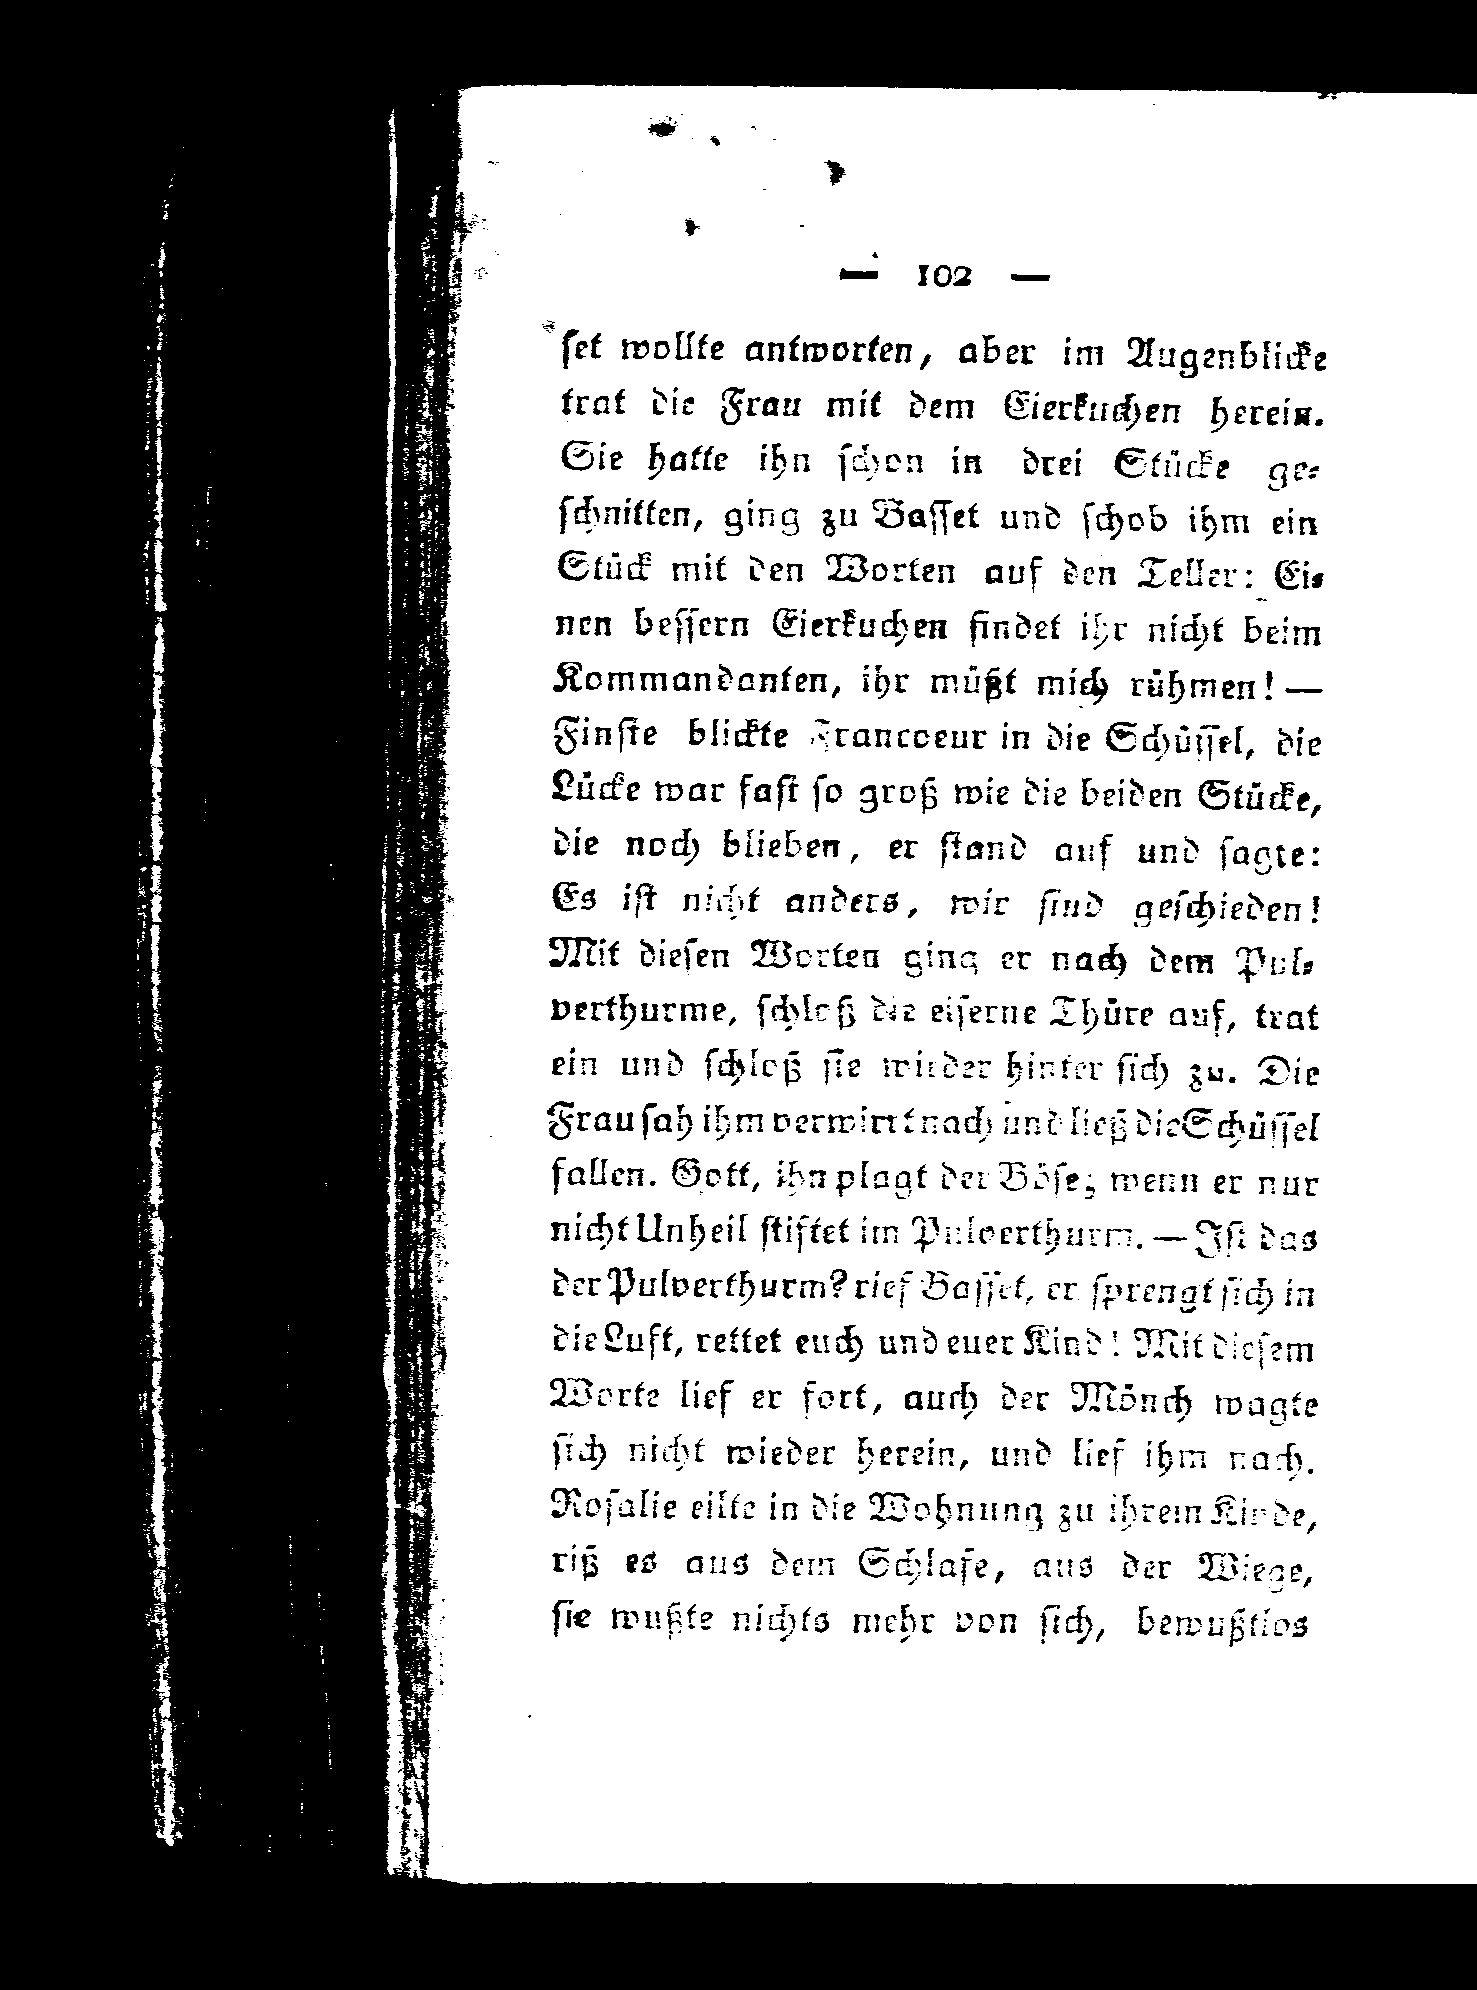 — 102 —
ſet wollte antworten, aber im Augenblicke
trat die Frau mit dem Eierkuchen herein.
Sie hatte ihn ſchon in drei Stücke ge-
ſchnitten, ging zu Baſſet und ſchob ihm ein
Stück mit den Worten auf den Teller: Ei-
nen beſſern Eierkuchen findet ihr nicht beim
Kommandanten, ihr müßt mich rühmen! —
Finſte blickte Francoeur in die Schüſſel, die
Lücke war faſt ſo groß wie die beiden Stücke,
die noch blieben, er ſtand auf und ſagte:
Es iſt nicht anders, wir ſind geſchieden!
Mit dieſen Worten ging er nach dem Pul-
verthurme, ſchloß die eiſerne Thüre auf, trat
ein und ſchloß ſie wieder hinter ſich zu. Die
Frau ſah ihm verwirrt nach und ließ die Schüſſel
fallen. Gott, ihn plagt der Böſe; wenn er nur
nicht Unheil ſtiftet im Pulverthurm. — Iſt das
der Pulverthurm? rief Baſſet, er ſprengt ſich in
die Luft, rettet euch und euer Kind! Mit dieſem
Worte lief er fort, auch der Mönch wagte
ſich nicht wieder herein, und lief ihm nach.
Roſalie eilte in die Wohnung zu ihrem Kinde,
riß es aus dem Schlafe, aus der Wiege,
ſie wußte nichts mehr von ſich, bewußtlos